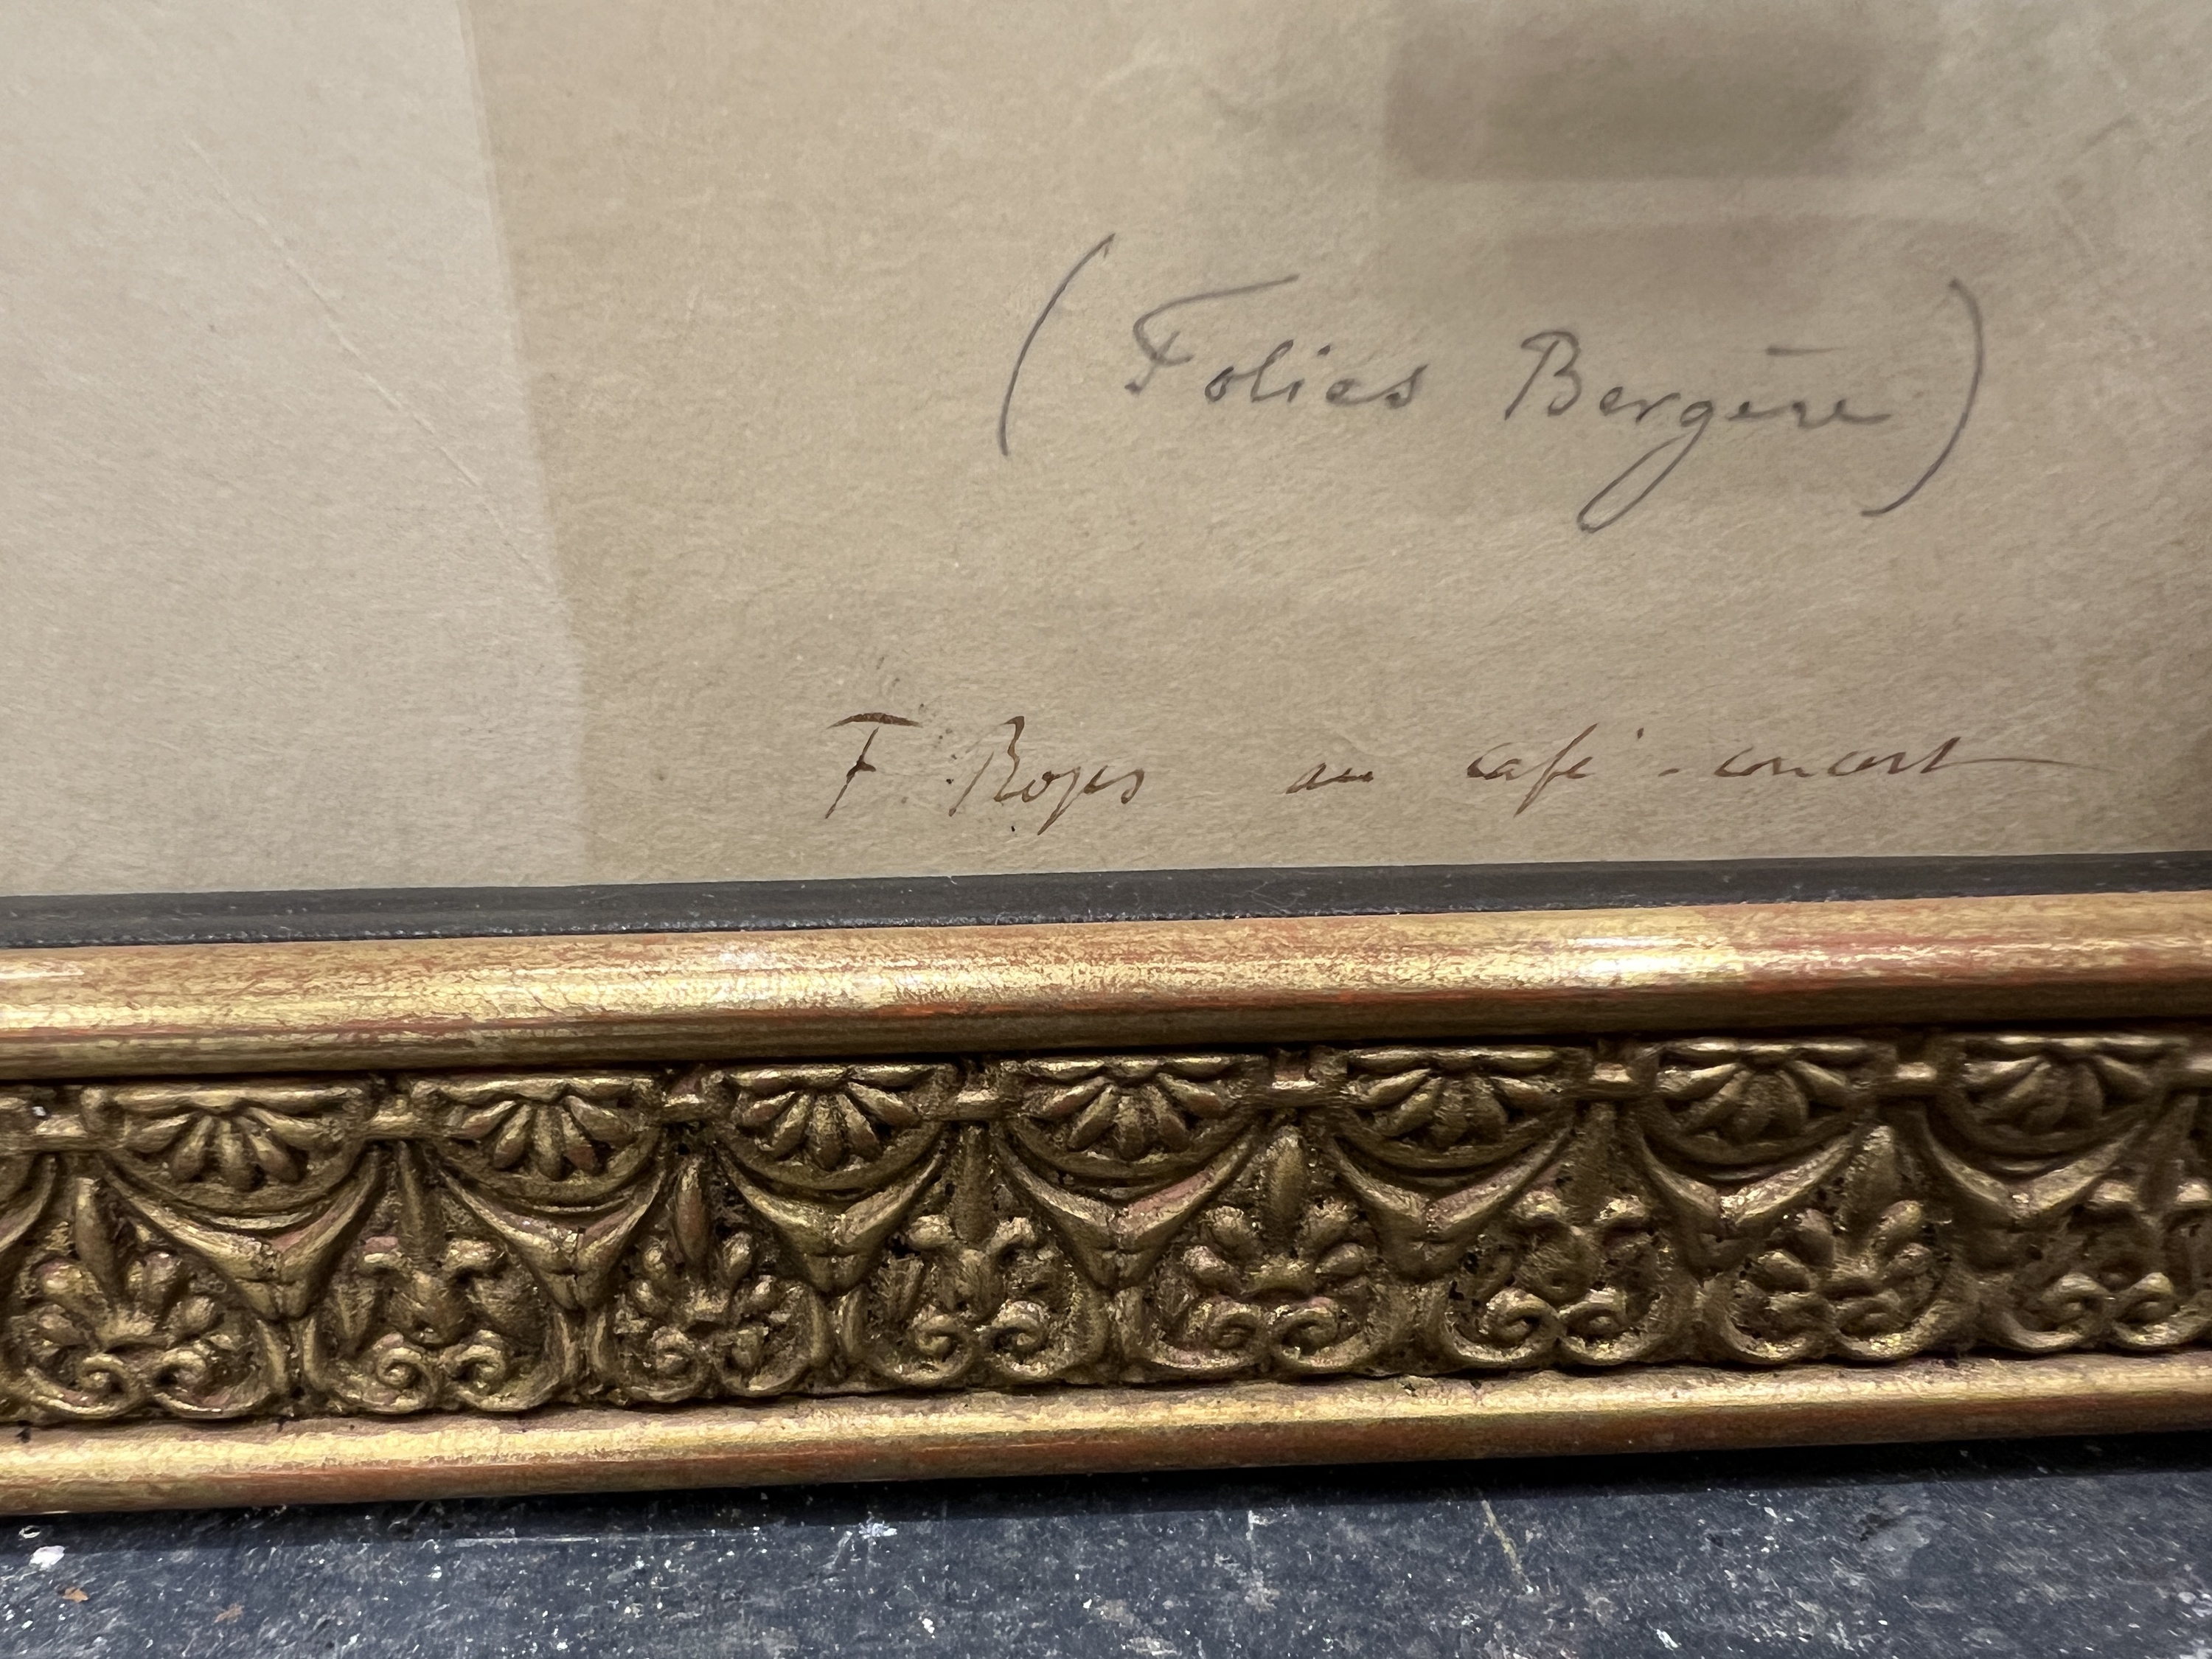 (Folies Bergère)
F. Rops au café-concert